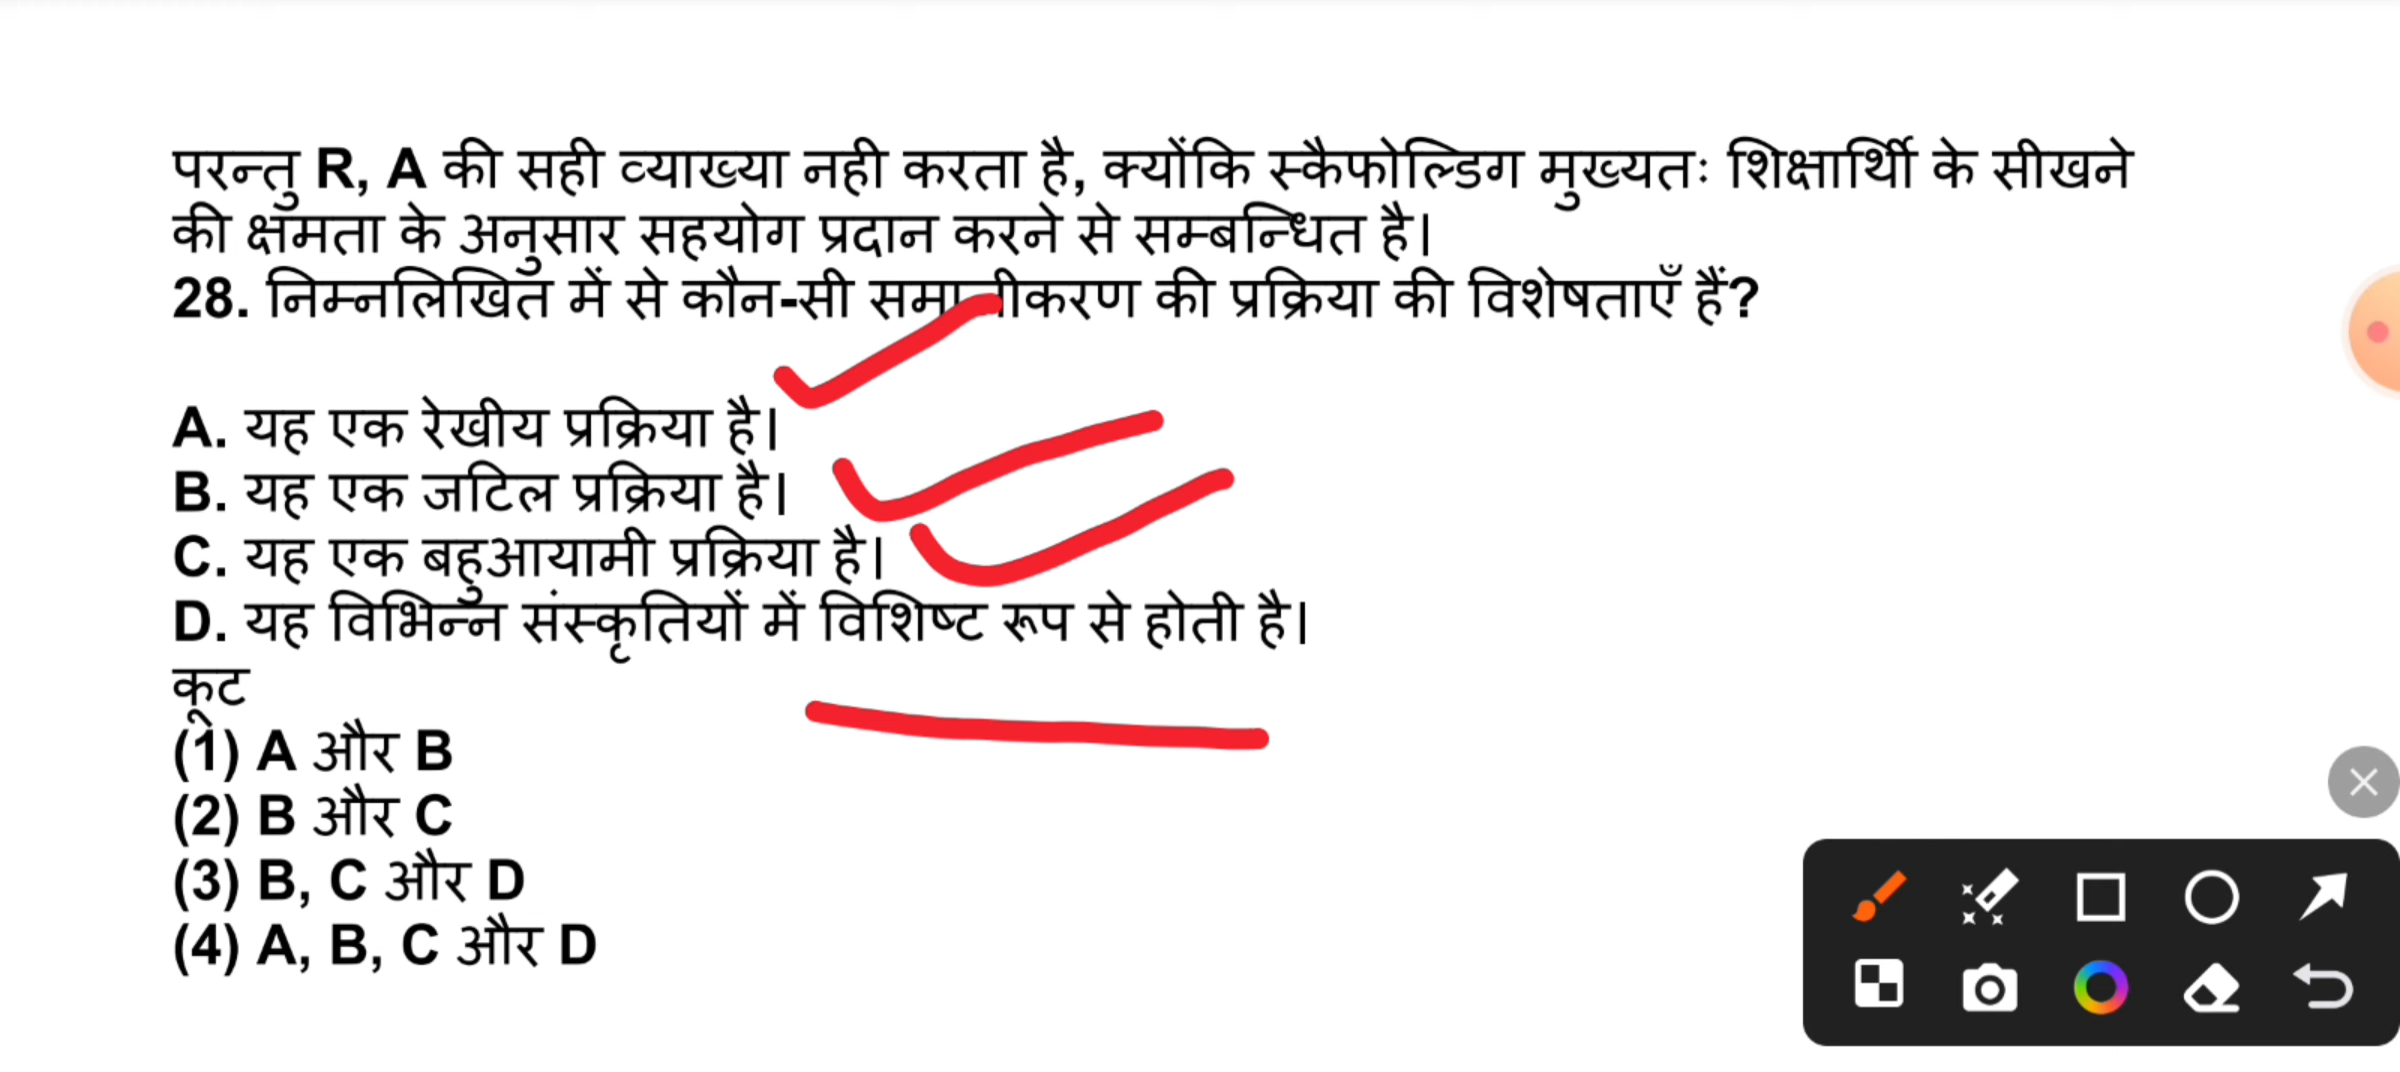 परन्तु R, A की सही व्याख्या नही करता है, क्योंकि स्कैफोल्डिग मुख्यतः शिक्षार्थिी के सीखने
की क्षमता के अनुसार सहयोग प्रदान करने से सम्बन्धित है।
28. निम्नलिखित में से कौन-सी समाजीकरण की प्रक्रिया की विशेषताएँ हैं?
A. यह एक रेखीय प्रक्रिया है।
B. यह एक जटिल प्रक्रिया है।
C. यह एक बहुआयामी प्रक्रिया है।
D. यह विभिन्न संस्कृतियों में विशिष्ट रूप से होती है।
कूट
(1) A और B
(2) B और C
(3) B, C और D
(4) A, B, C और D